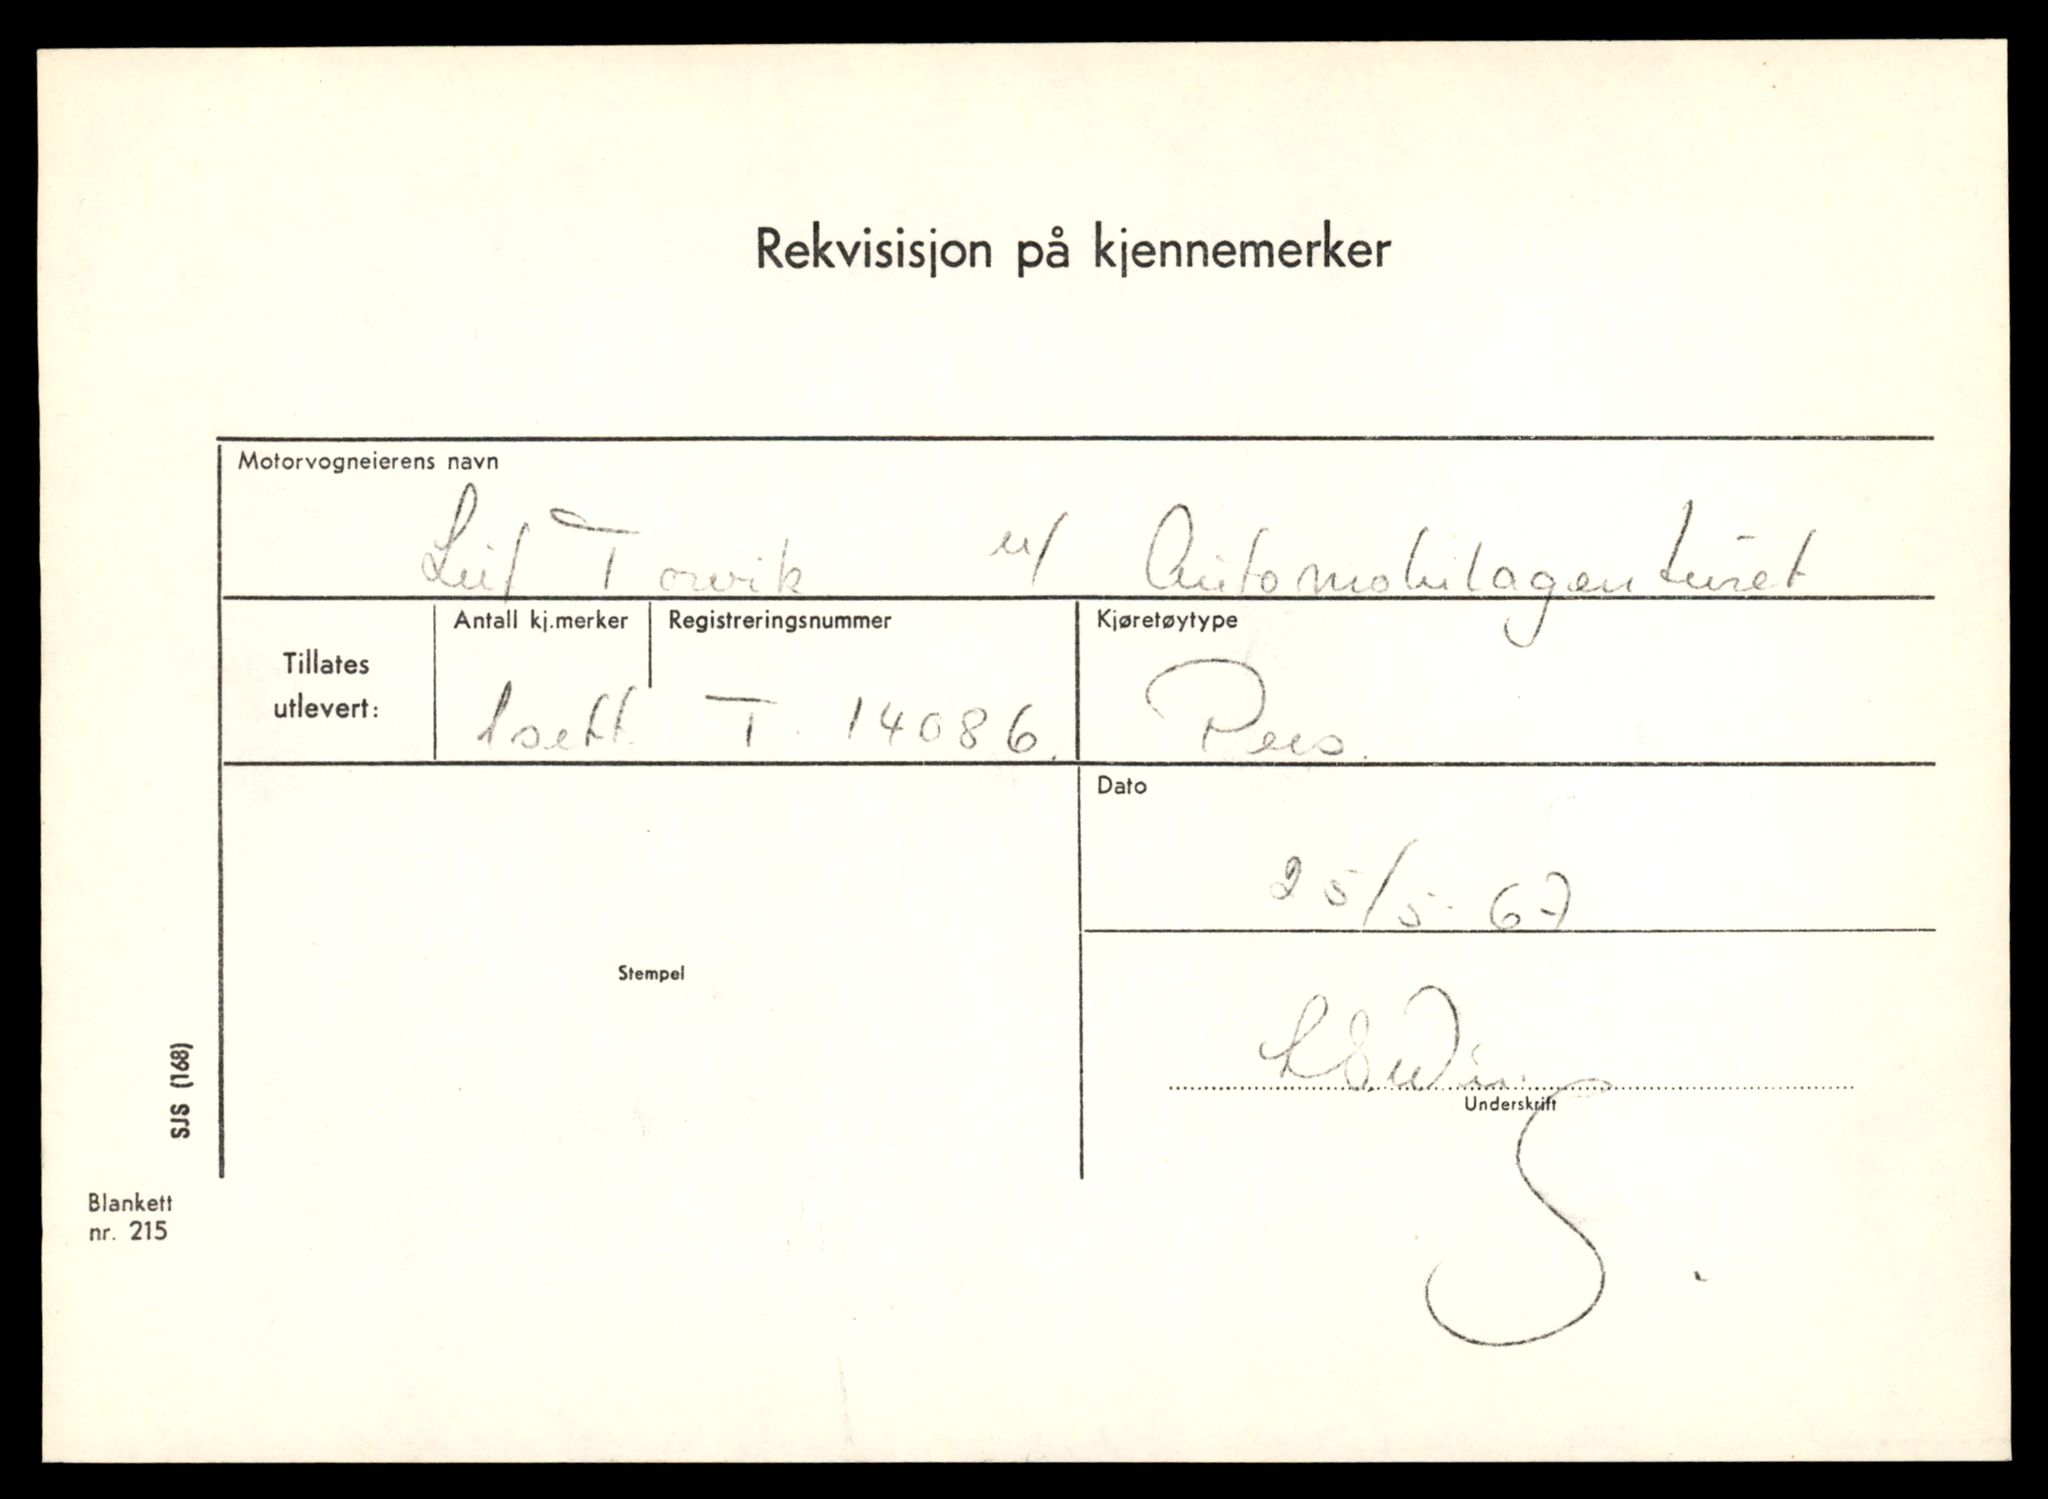 Rekvisisjon på kjennemerker
Motorvogneierens navn
Leif Torvik v/ Automobilagenturet
Tillates utlevert:
Antall kj.merker
1 sett.
Registreringsnummer
T. 14086.
Kjøretøytype
Pers.
Dato
25/5-67
Stempel
Underskrift
SJS (168)
Blankett
nr. 215